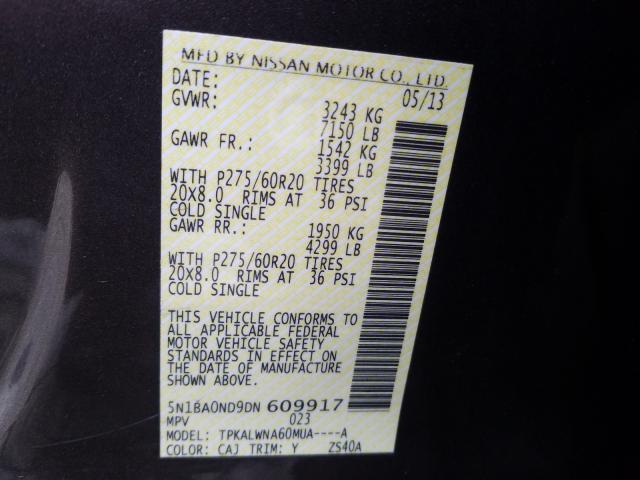 MFD BY NISSAN MOTOR CO., LTD.
DATE: 05/13
GVWR: 3243 KG
7150 LB
GAWR FR.: 1542 KG
3399 LB
WITH P275/60R20 TIRES
20X8.0 RIMS AT 36 PSI
COLD SINGLE
GAWR RR.: 1950 KG
4299 LB
WITH P275/60R20 TIRES
20X8.0 RIMS AT 36 PSI
COLD SINGLE
THIS VEHICLE CONFORMS TO
ALL APPLICABLE FEDERAL
MOTOR VEHICLE SAFETY
STANDARDS IN EFFECT ON
THE DATE OF MANUFACTURE
SHOWN ABOVE.
5N1BA0ND9DN 609917
MPV 023
MODEL: TPKALWNA60MUA----A
COLOR: CAJ TRIM: Y ZS40A